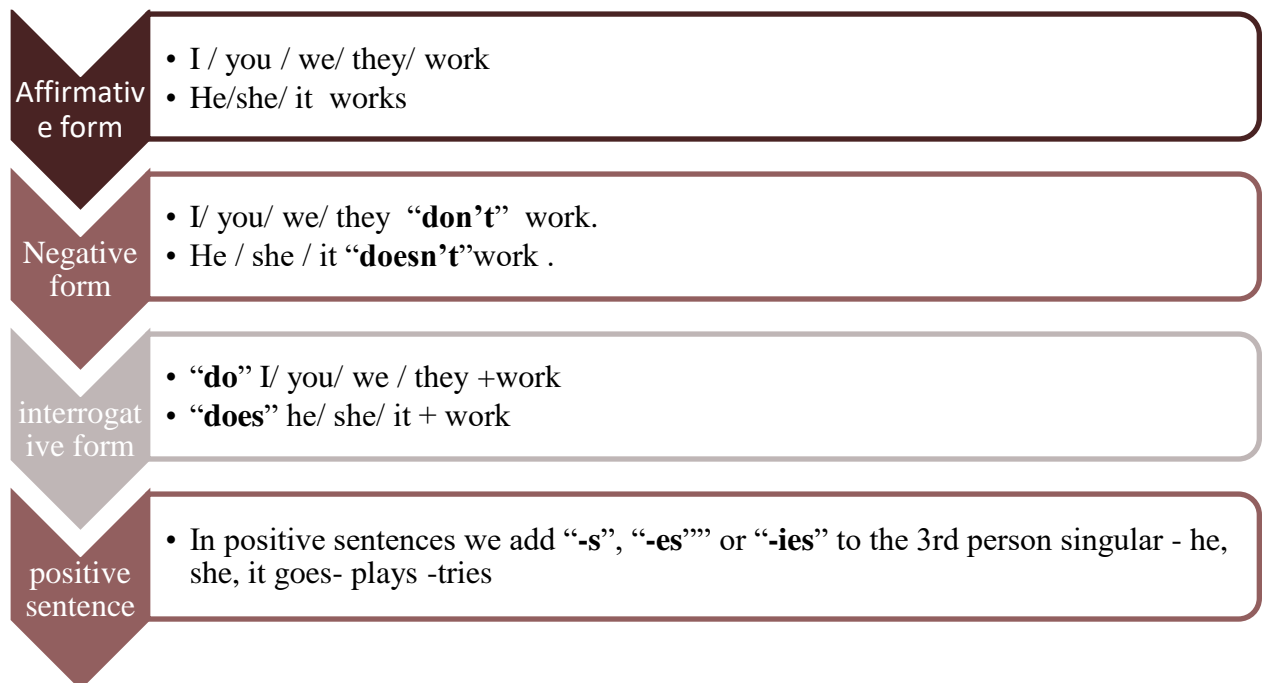 Affirmativ
e form
• I / you / we/ they/ work
• He/she/ it  works
Negative
form
• I/ you/ we/ they  “don’t”  work.
• He / she / it “doesn’t”work .
interrogat
ive form
• “do” I/ you/ we / they +work
• “does” he/ she/ it + work
positive
sentence
• In positive sentences we add “-s”, “-es”” or “-ies” to the 3rd person singular - he,
she, it goes- plays -tries